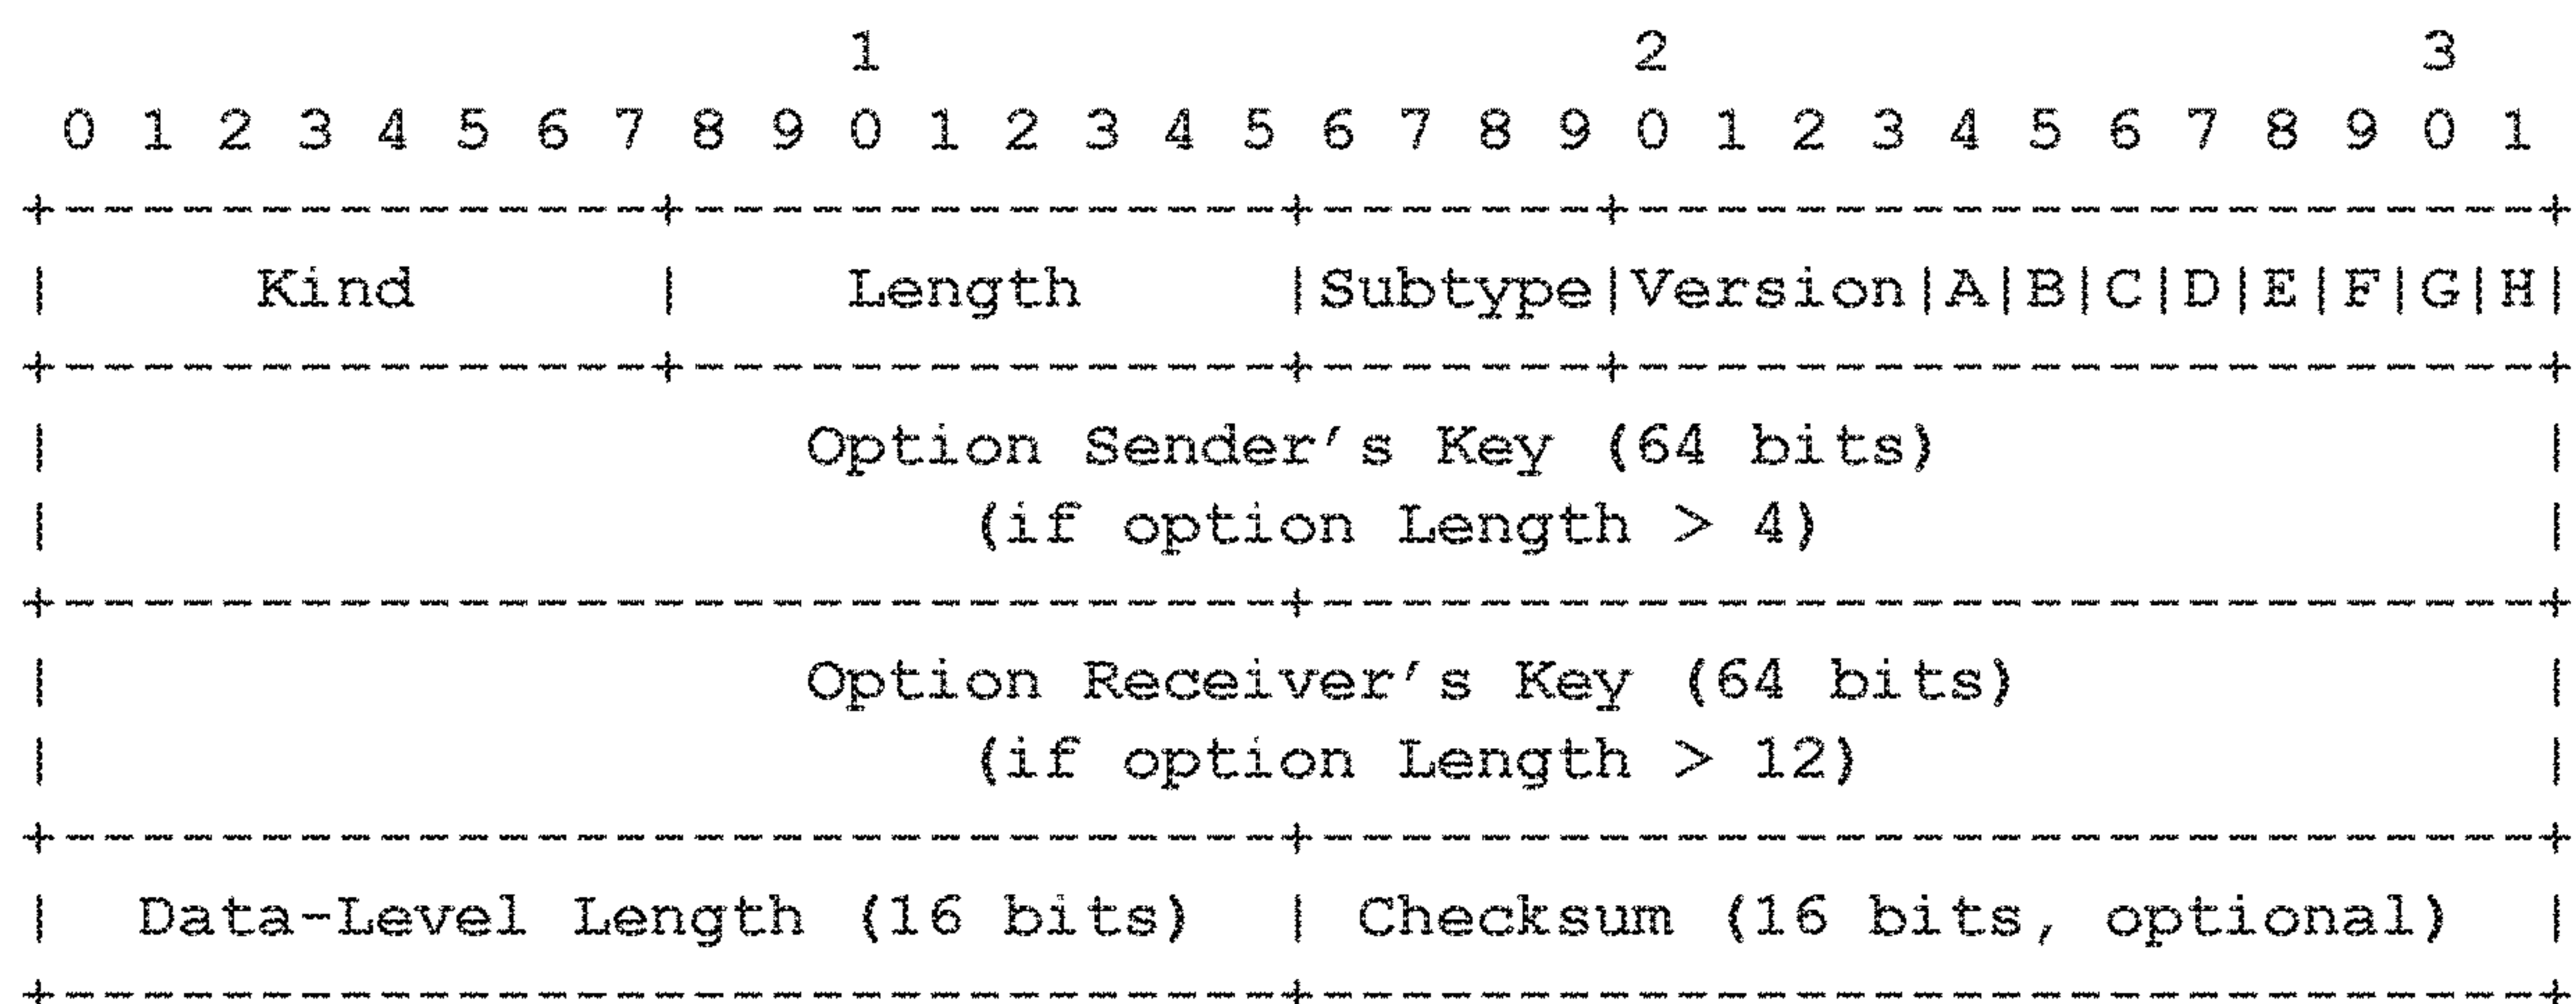 1                   2                   3
 0 1 2 3 4 5 6 7 8 9 0 1 2 3 4 5 6 7 8 9 0 1 2 3 4 5 6 7 8 9 0 1
+---------------+---------------+-------+-----------------------+
|     Kind      |    Length     |Subtype|Version|A|B|C|D|E|F|G|H|
+---------------+---------------+-------+-----------------------+
|                   Option Sender's Key (64 bits)               |
|                       (if option Length > 4)                  |
+-------------------------------+-------------------------------+
|                   Option Receiver's Key (64 bits)             |
|                       (if option Length > 12)                 |
+-------------------------------+-------------------------------+
|  Data-Level Length (16 bits)  | Checksum (16 bits, optional)  |
+-------------------------------+-------------------------------+